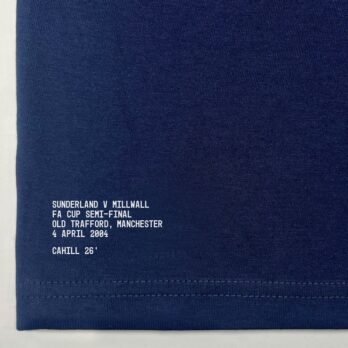 SUNDERLAND V MILLWALL
FA CUP SEMI-FINAL
OLD TRAFFORD, MANCHESTER
4 APRIL 2004
CAHILL 26'